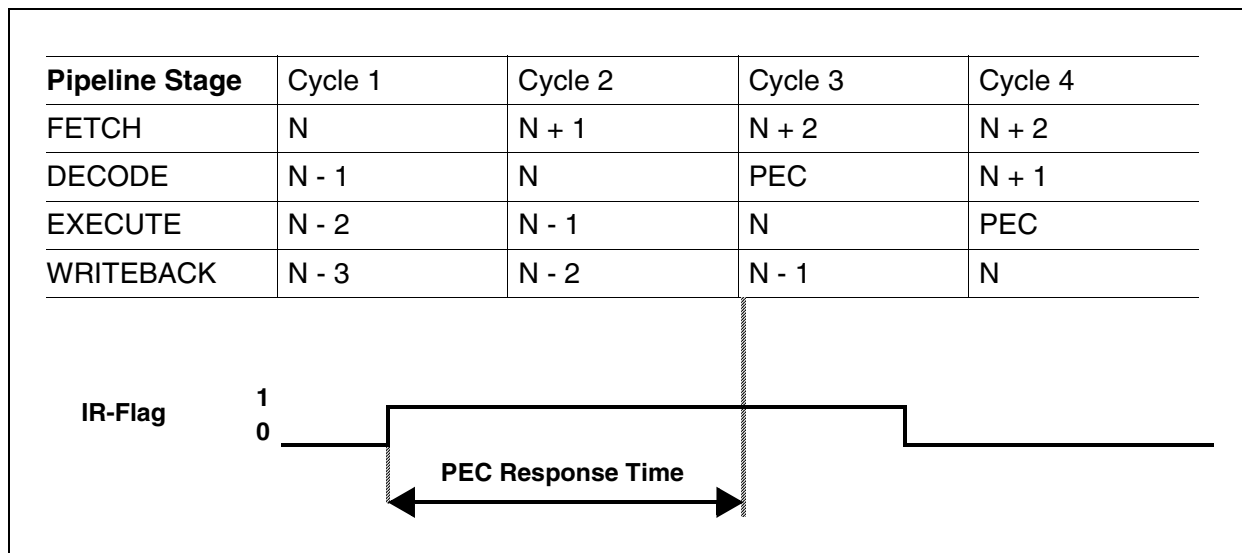 Pipeline Stage Cycle 1 Cycle 2 Cycle 3 Cycle 4
FETCH N N + 1 N + 2 N + 2
DECODE N - 1 N PEC N + 1
EXECUTE N - 2 N - 1 N PEC
WRITEBACK N - 3 N - 2 N - 1 N
1
IR-Flag
0
PEC Response Time